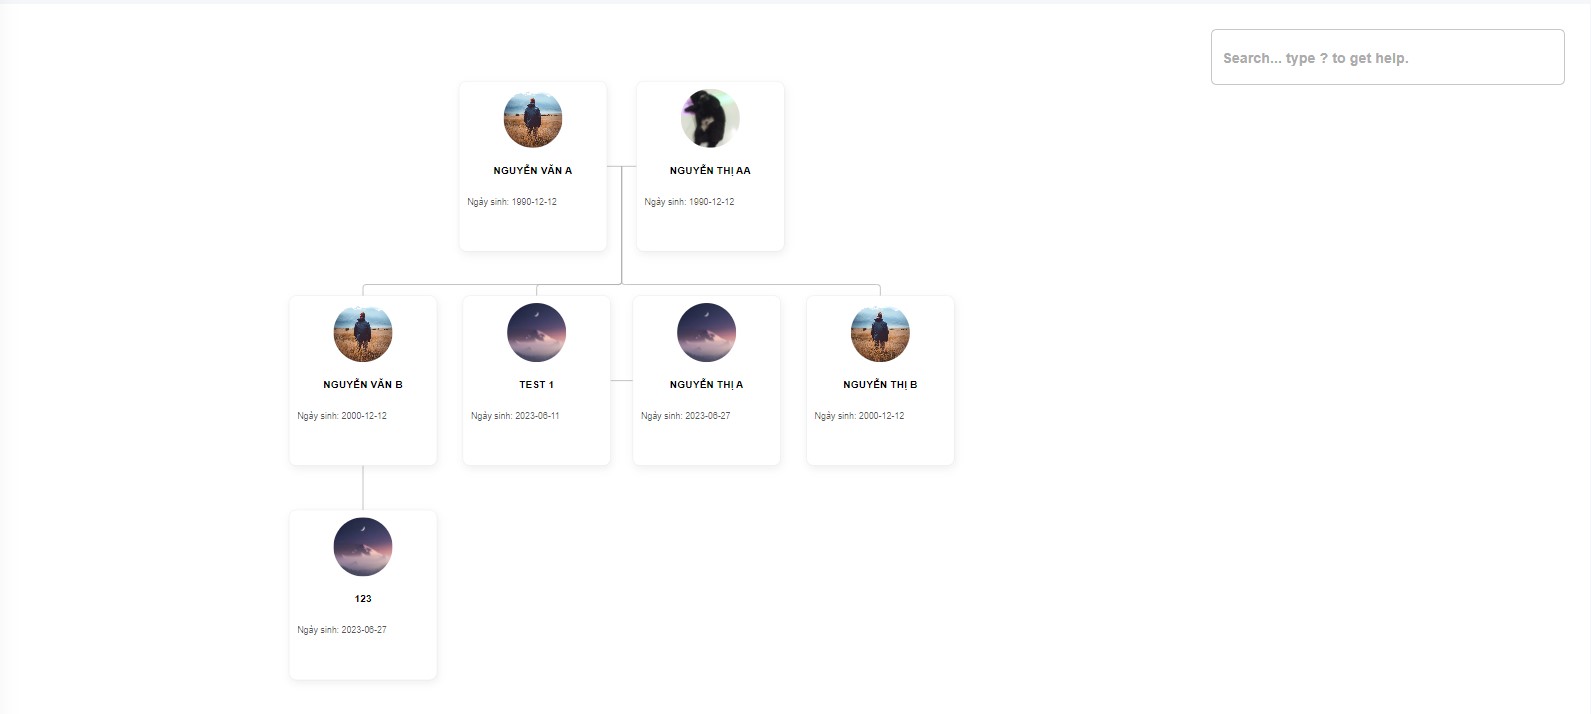 Search... type ? to get help.
NGUYỄN VĂN A
Ngày sinh: 1990-12-12
NGUYỄN THỊ AA
Ngày sinh: 1990-12-12
NGUYỄN VĂN B
Ngày sinh: 2000-12-12
TEST 1
Ngày sinh: 2023-06-11
NGUYỄN THỊ A
Ngày sinh: 2023-06-27
NGUYỄN THỊ B
Ngày sinh: 2000-12-12
123
Ngày sinh: 2023-06-27